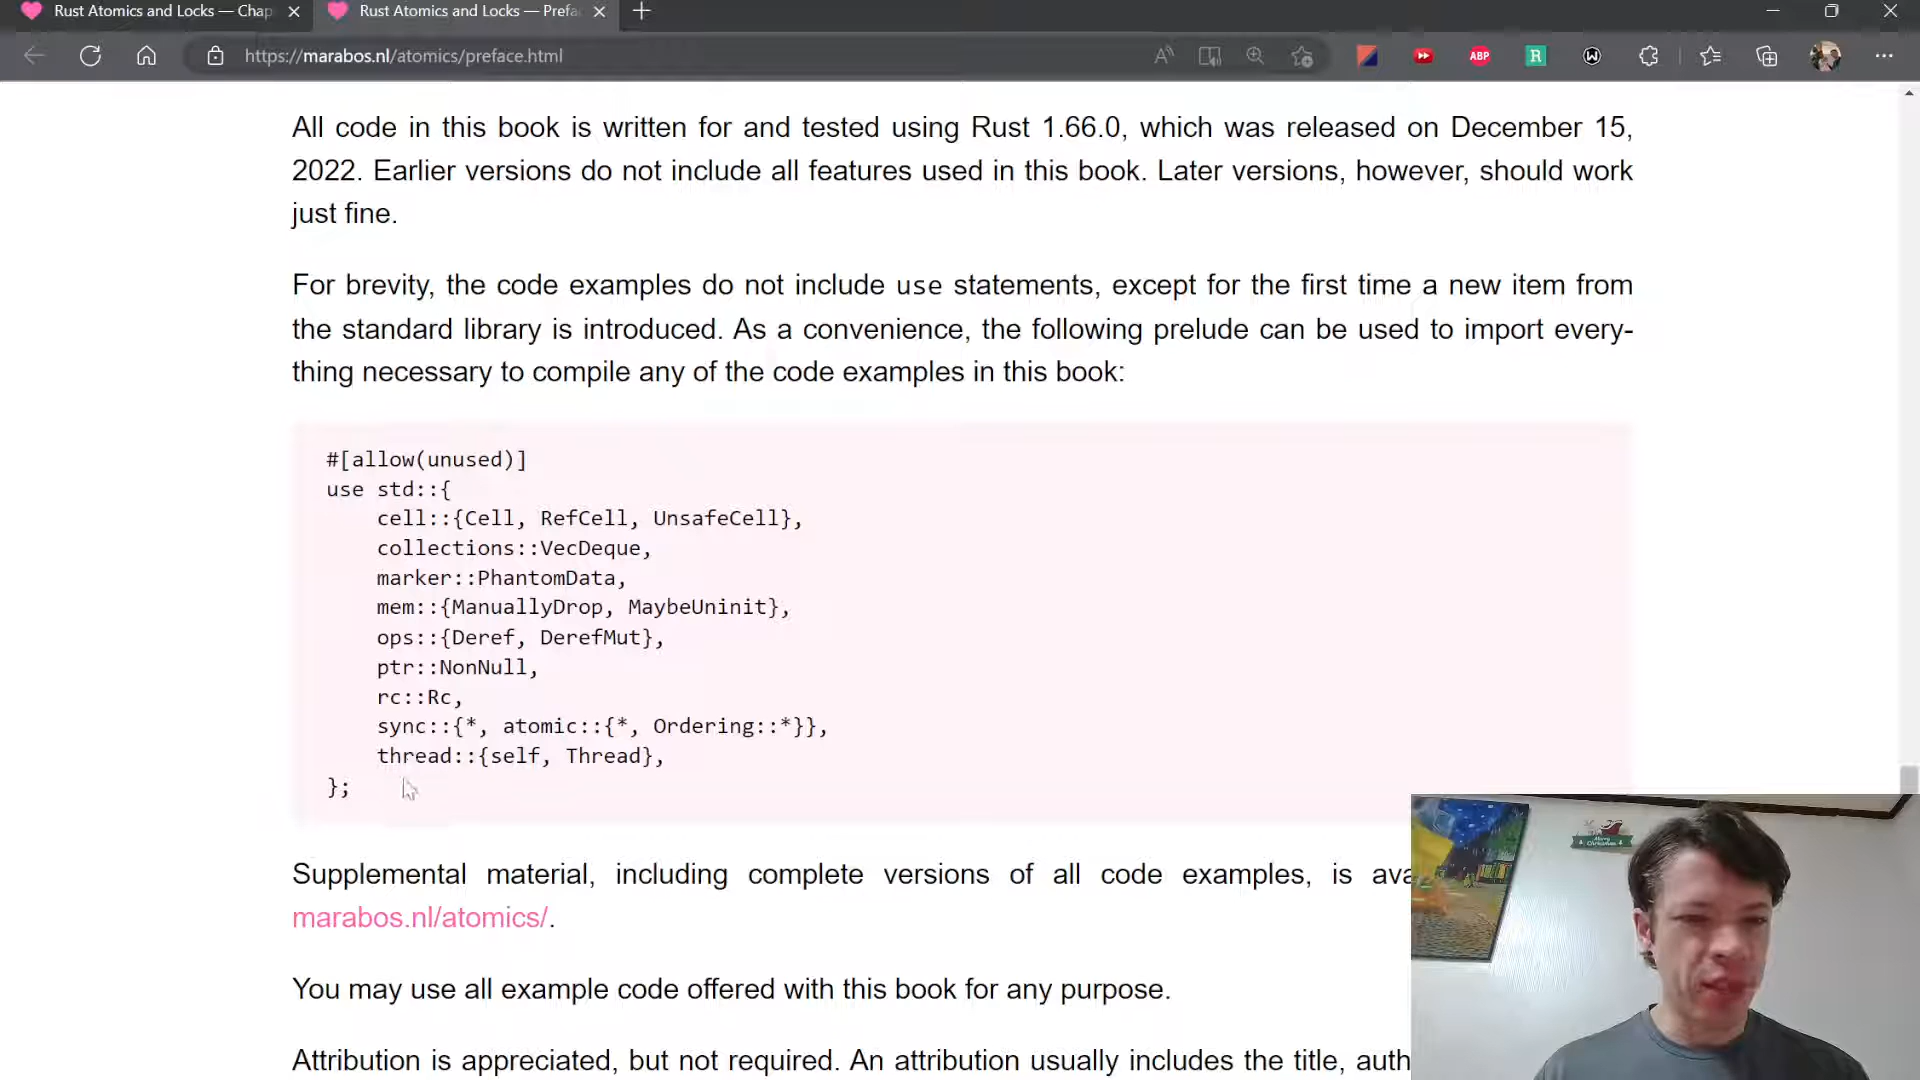 Rust Atomics and Locks — Chap
Rust Atomics and Locks — Prefa
https://marabos.nl/atomics/preface.html
ABP
R
All code in this book is written for and tested using Rust 1.66.0, which was released on December 15,
2022. Earlier versions do not include all features used in this book. Later versions, however, should work
just fine.
For brevity, the code examples do not include use statements, except for the first time a new item from
the standard library is introduced. As a convenience, the following prelude can be used to import every-
thing necessary to compile any of the code examples in this book:
#[allow(unused)]
use std::{
    cell::{Cell, RefCell, UnsafeCell},
    collections::VecDeque,
    marker::PhantomData,
    mem::{ManuallyDrop, MaybeUninit},
    ops::{Deref, DerefMut},
    ptr::NonNull,
    rc::Rc,
    sync::{*, atomic::{*, Ordering::*}},
    thread::{self, Thread},
};
Supplemental material, including complete versions of all code examples, is ava
marabos.nl/atomics/.
You may use all example code offered with this book for any purpose.
Attribution is appreciated, but not required. An attribution usually includes the title, auth
Merry
Christmas